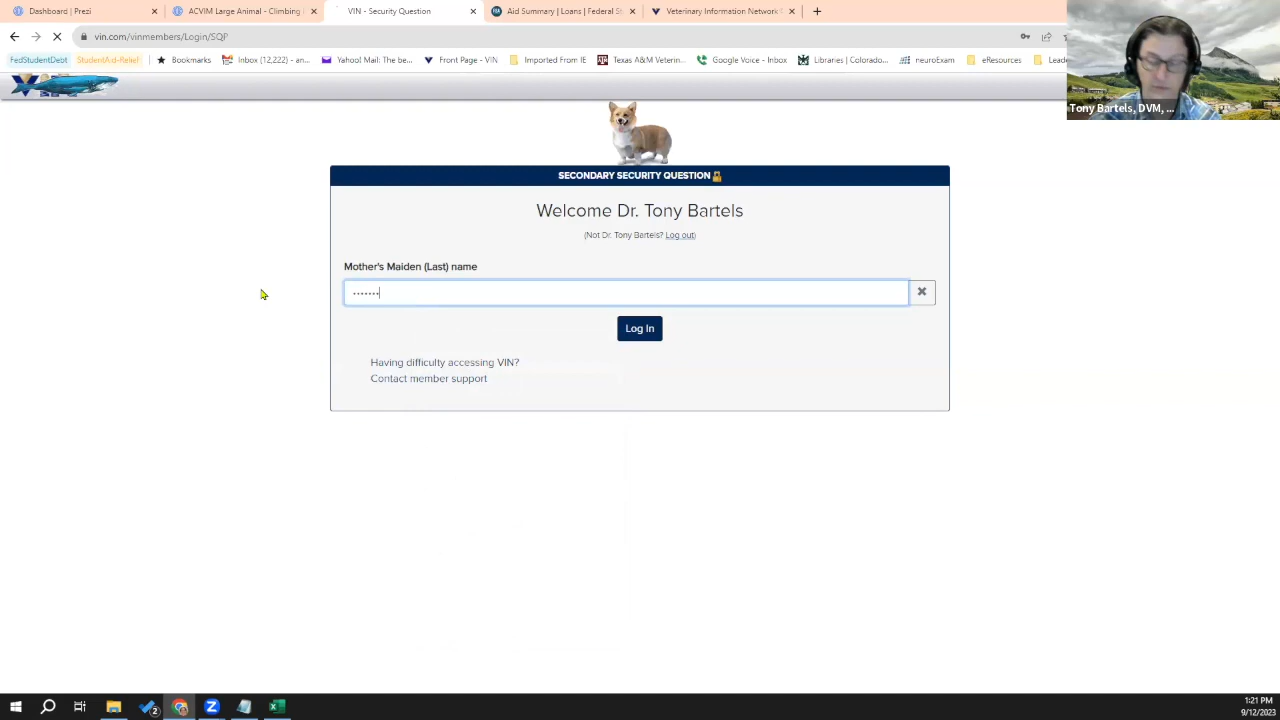 Dashboard | Prezi
ACVIM Large Animal - Climbing
VIN - Security Question
Aid Summary | Loans | Federal St
Veterinary Information Network
vin.com/vinmembers/Login/SQP
FedStudentDebt
StudentAid-Relief
Bookmarks
Inbox (12,222) - an...
Yahoo! Mail: The be...
Front Page - VIN
Imported From IE
Texas A&M Veterin...
Google Voice - Inbox
Libraries | Colorado...
neuroExam
eResources
Leade
Tony Bartels, DVM, ...
SECONDARY SECURITY QUESTION
Welcome Dr. Tony Bartels
(Not Dr. Tony Bartels? Log out)
Mother's Maiden (Last) name
Log In
Having difficulty accessing VIN?
Contact member support
1:21 PM
9/12/2023